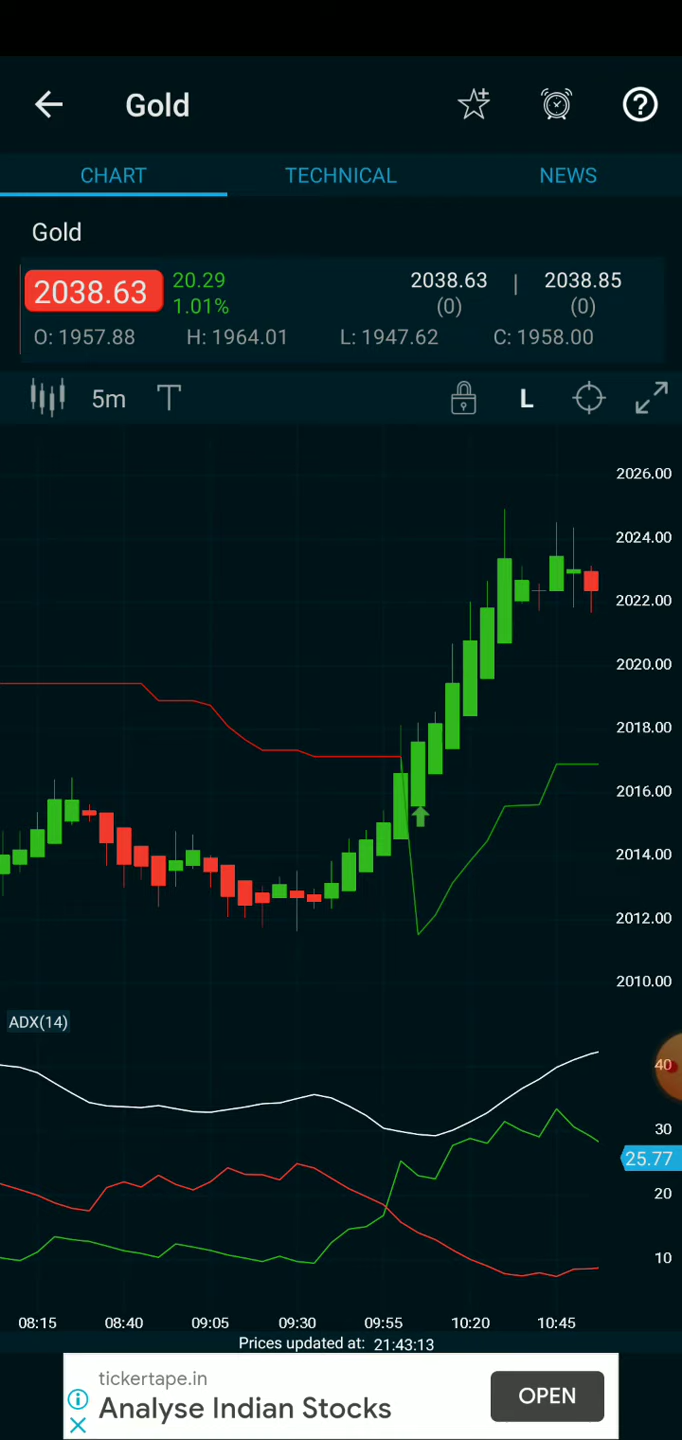 Gold
CHART TECHNICAL NEWS
Gold
2038.63 20.29 2038.63 | 2038.85
1.01% (0) (0)
O: 1957.88 H: 1964.01 L: 1947.62 C: 1958.00
5m T L
2026.00
2024.00
2022.00
2020.00
2018.00
2016.00
2014.00
2012.00
2010.00
ADX(14)
40
30
25.77
20
10
08:15 08:40 09:05 09:30 09:55 10:20 10:45
Prices updated at: 21:43:13
tickertape.in
Analyse Indian Stocks
OPEN